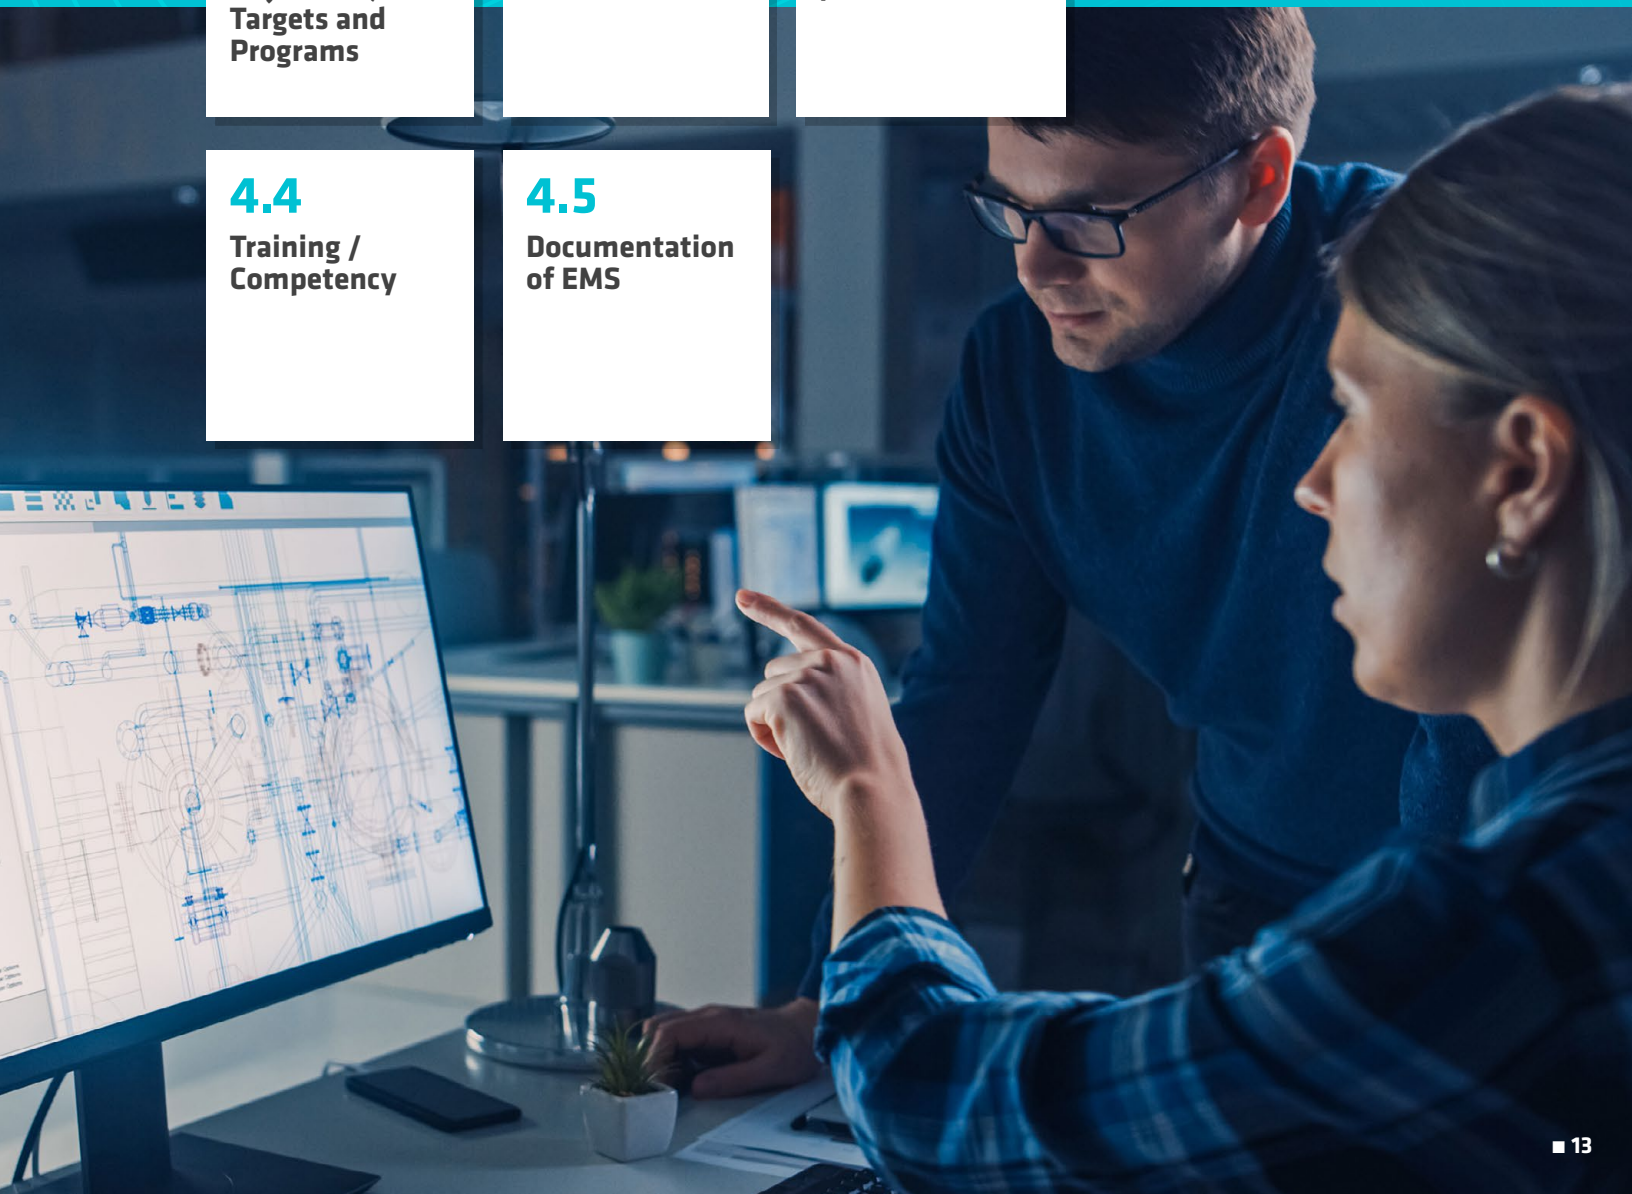 Targets and
Programs
4.4
Training /
Competency
4.5
Documentation
of EMS
13